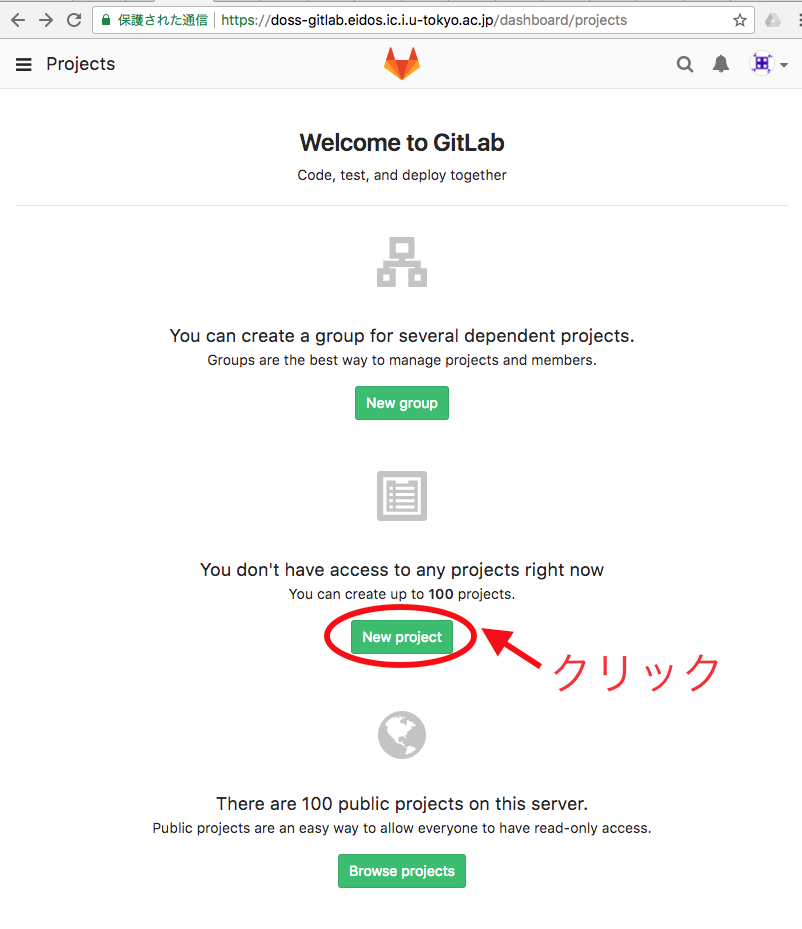 保護された通信 | https://doss-gitlab.eidos.ic.i.u-tokyo.ac.jp/dashboard/projects
Projects
Welcome to GitLab
Code, test, and deploy together
You can create a group for several dependent projects.
Groups are the best way to manage projects and members.
New group
You don't have access to any projects right now
You can create up to 100 projects.
New project
クリック
There are 100 public projects on this server.
Public projects are an easy way to allow everyone to have read-only access.
Browse projects